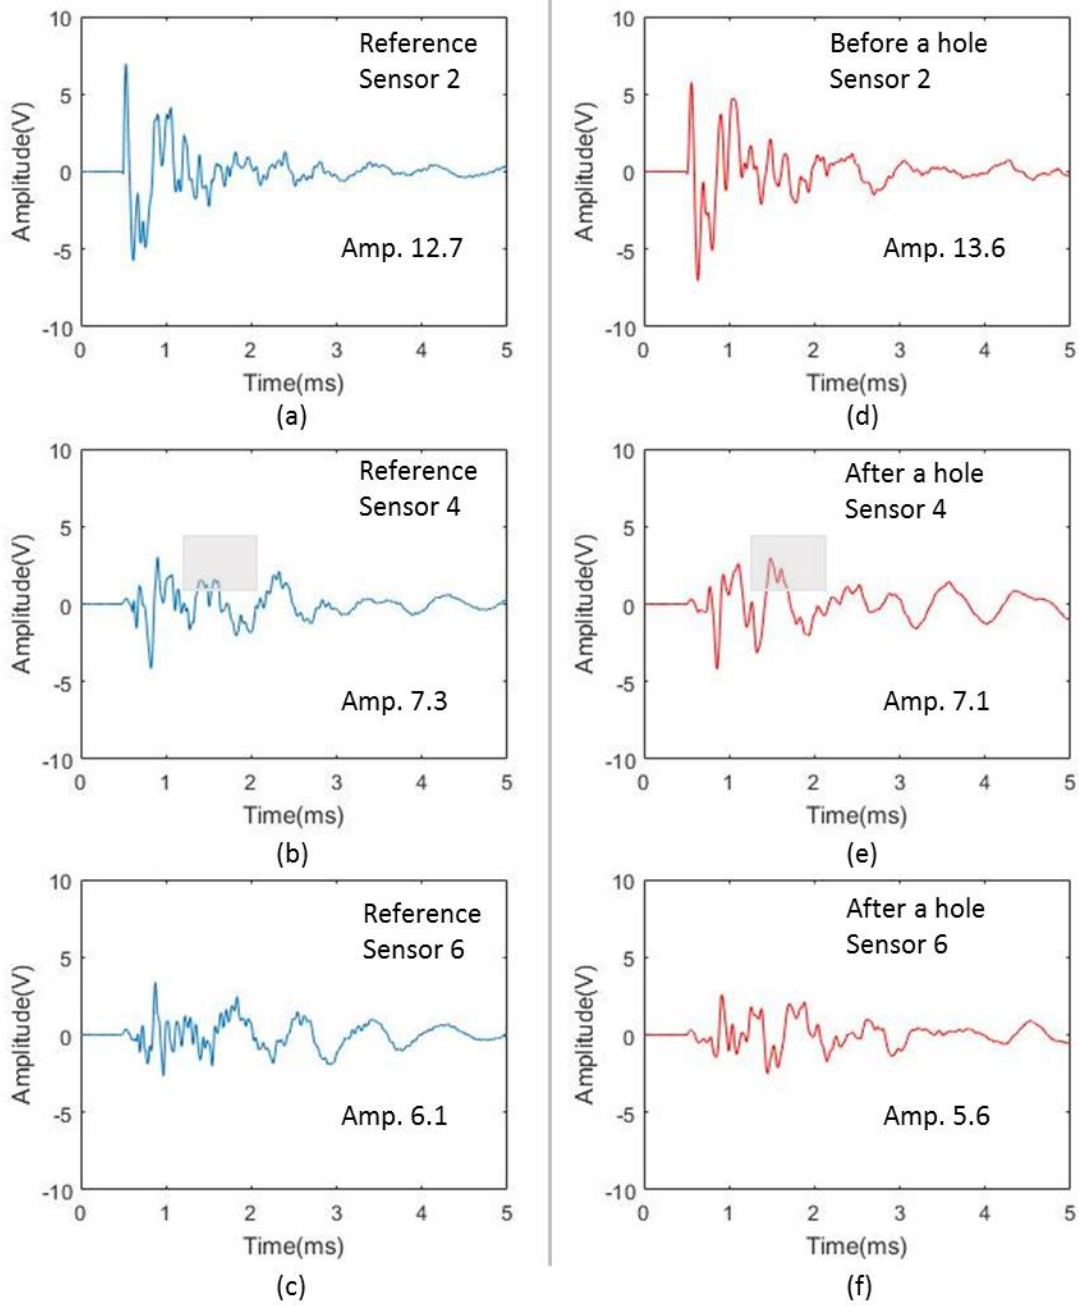 10
5
0
-5
-10
Amplitude(V)
Reference
Sensor 2
Amp. 12.7
0 1 2 3 4 5
Time(ms)
(a)
10
5
0
-5
-10
Amplitude(V)
Before a hole
Sensor 2
Amp. 13.6
0 1 2 3 4 5
Time(ms)
(d)
10
5
0
-5
-10
Amplitude(V)
Reference
Sensor 4
Amp. 7.3
0 1 2 3 4 5
Time(ms)
(b)
10
5
0
-5
-10
Amplitude(V)
After a hole
Sensor 4
Amp. 7.1
0 1 2 3 4 5
Time(ms)
(e)
10
5
0
-5
-10
Amplitude(V)
Reference
Sensor 6
Amp. 6.1
0 1 2 3 4 5
Time(ms)
(c)
10
5
0
-5
-10
Amplitude(V)
After a hole
Sensor 6
Amp. 5.6
0 1 2 3 4 5
Time(ms)
(f)